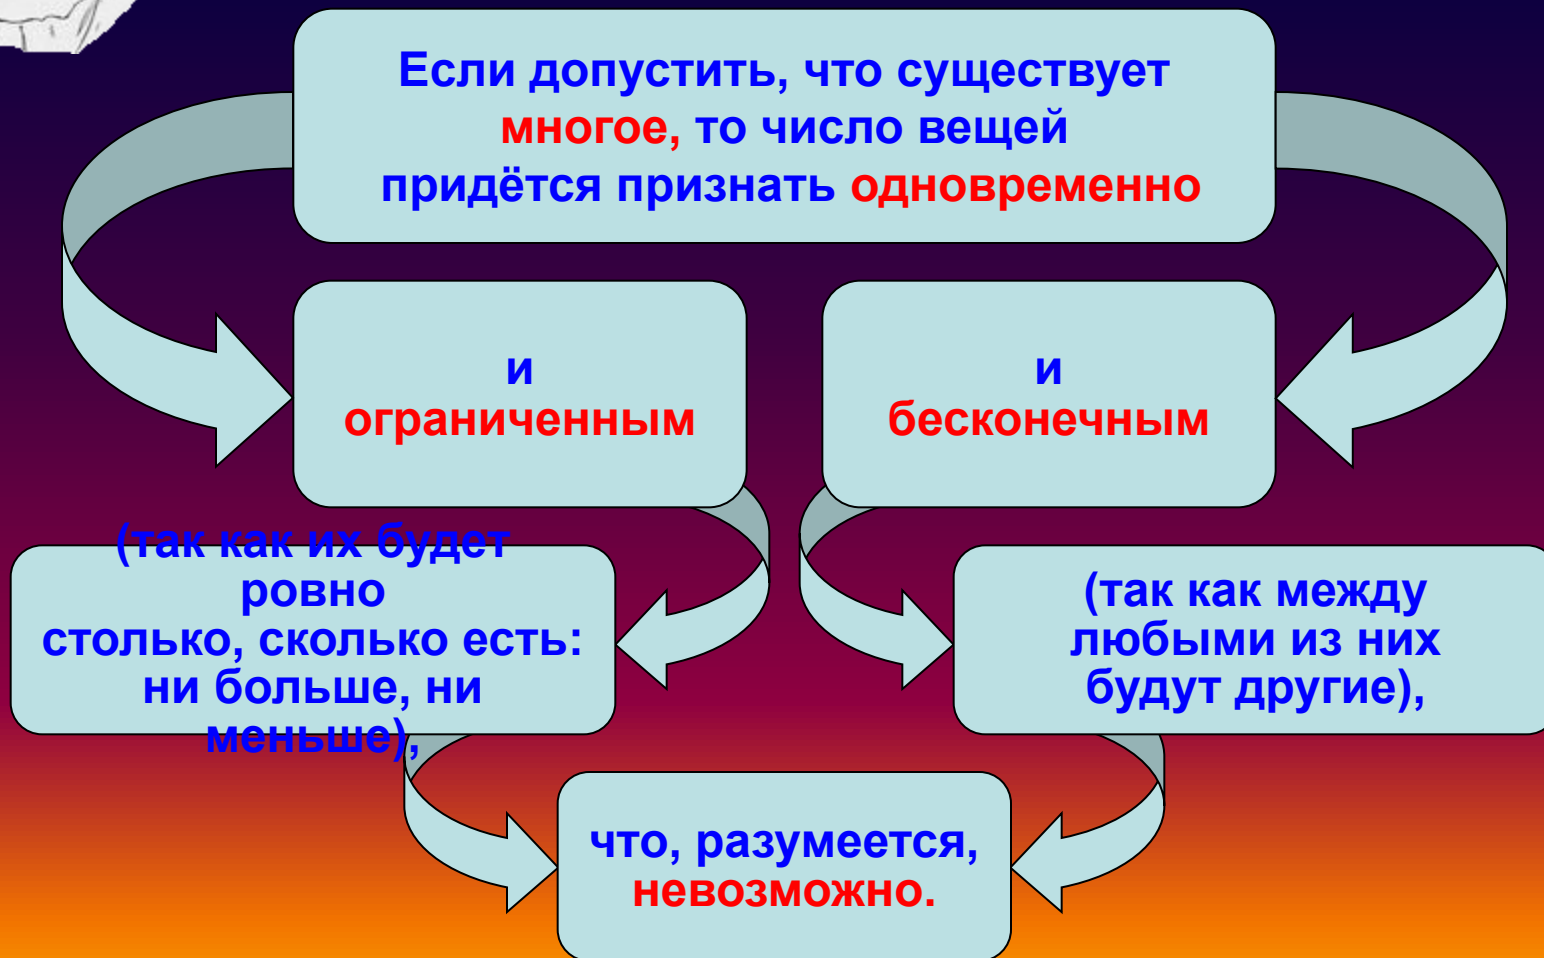 Если допустить, что существует
многое, то число вещей
придётся признать одновременно
и
ограниченным
и
бесконечным
(так как их будет
ровно
столько, сколько есть:
ни больше, ни
меньше),
(так как между
любыми из них
будут другие),
что, разумеется,
невозможно.